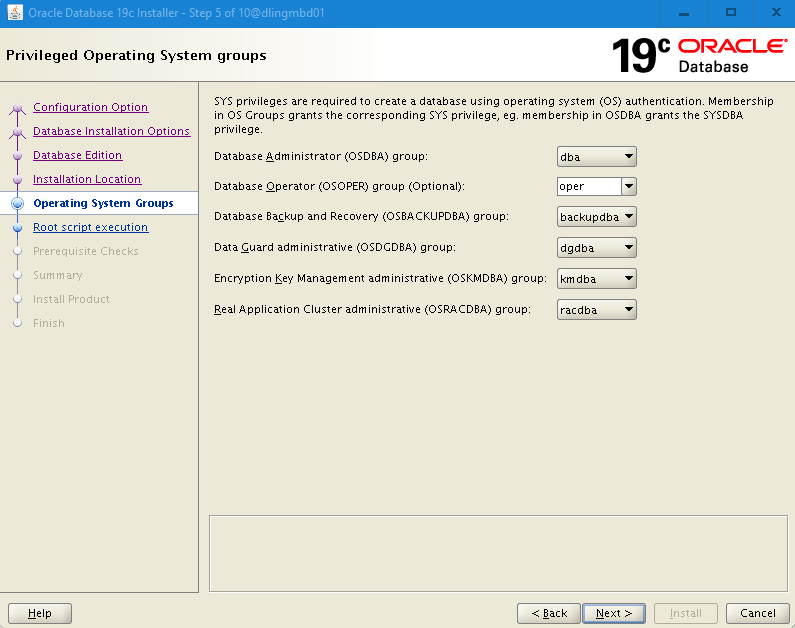 Oracle Database 19c Installer - Step 5 of 10@dlingmbd01
Privileged Operating System groups
19c ORACLE
Database
Configuration Option
Database Installation Options
Database Edition
Installation Location
Operating System Groups
Root script execution
Prerequisite Checks
Summary
Install Product
Finish
SYS privileges are required to create a database using operating system (OS) authentication. Membership
in OS Groups grants the corresponding SYS privilege, eg. membership in OSDBA grants the SYSDBA
privilege.
Database Administrator (OSDBA) group: dba
Database Operator (OSOPER) group (Optional): oper
Database Backup and Recovery (OSBACKUPDBA) group: backupdba
Data Guard administrative (OSDGDBA) group: dgdba
Encryption Key Management administrative (OSKMDBA) group: kmdba
Real Application Cluster administrative (OSRACDBA) group: racdba
Help < Back Next > Install Cancel